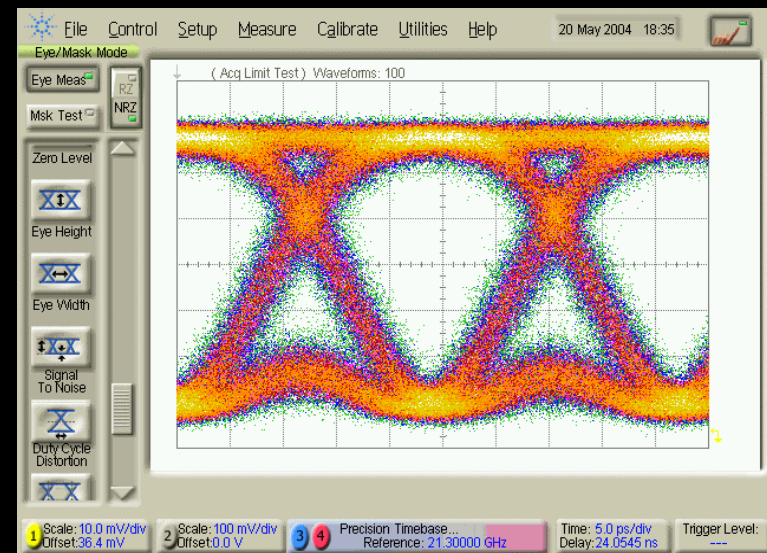 File Control Setup Measure Calibrate Utilities Help 20 May 2004 18:35
Eye/Mask Mode
Eye Meas
RZ
NRZ
Msk Test
( Acq Limit Test ) Waveforms: 100
Zero Level
Eye Height
Eye Width
Signal
To Noise
Duty Cycle
Distortion
1 Scale: 10.0 mV/div
Offset:36.4 mV
2 Scale: 100 mV/div
Offset:0.0 V
3 4 Precision Timebase...
Reference: 21.30000 GHz
Time: 5.0 ps/div
Delay:24.0545 ns
Trigger Level:
---